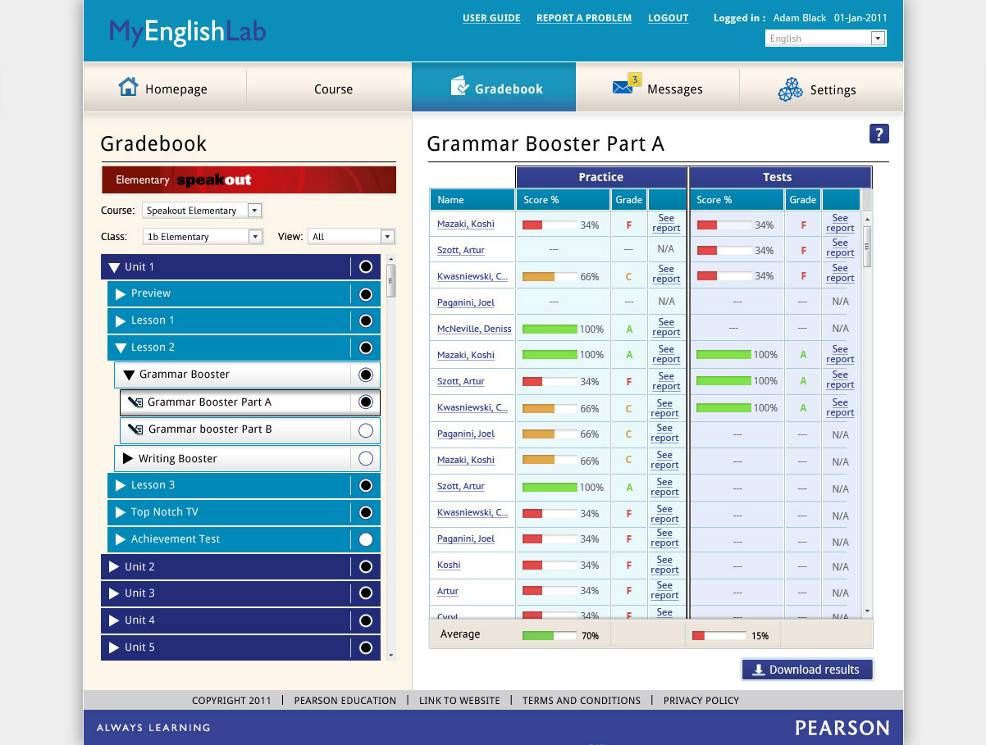 MyEnglishLab
USER GUIDE REPORT A PROBLEM LOGOUT Logged in : Adam Black 01-Jan-2011
English
Homepage Course Gradebook 3 Messages Settings
Gradebook
Elementary speakout
Course: Speakout Elementary
Class: 1b Elementary View: All
Unit 1
Preview
Lesson 1
Lesson 2
Grammar Booster
Grammar Booster Part A
Grammar booster Part B
Writing Booster
Lesson 3
Top Notch TV
Achievement Test
Unit 2
Unit 3
Unit 4
Unit 5
Grammar Booster Part A ?
Practice Tests
Name Score % Grade Score % Grade
Mazaki, Koshi 34% F See report 34% F See report
Szott, Artur --- --- N/A 34% F See report
Kwasniewski, C... 66% C See report 34% F See report
Paganini, Joel --- --- N/A --- --- N/A
McNeville, Deniss 100% A See report --- --- N/A
Mazaki, Koshi 100% A See report 100% A See report
Szott, Artur 34% F See report 100% A See report
Kwasniewski, C... 66% C See report 100% A See report
Paganini, Joel 66% C See report --- --- N/A
Mazaki, Koshi 66% C See report --- --- N/A
Szott, Artur 100% A See report --- --- N/A
Kwasniewski, C... 34% F See report --- --- N/A
Paganini, Joel 34% F See report --- --- N/A
Koshi 34% F See report --- --- N/A
Artur 34% F See report --- --- N/A
Cyryl 34% F See --- --- N/A
Average 70% 15%
Download results
COPYRIGHT 2011 | PEARSON EDUCATION | LINK TO WEBSITE | TERMS AND CONDITIONS | PRIVACY POLICY
ALWAYS LEARNING PEARSON